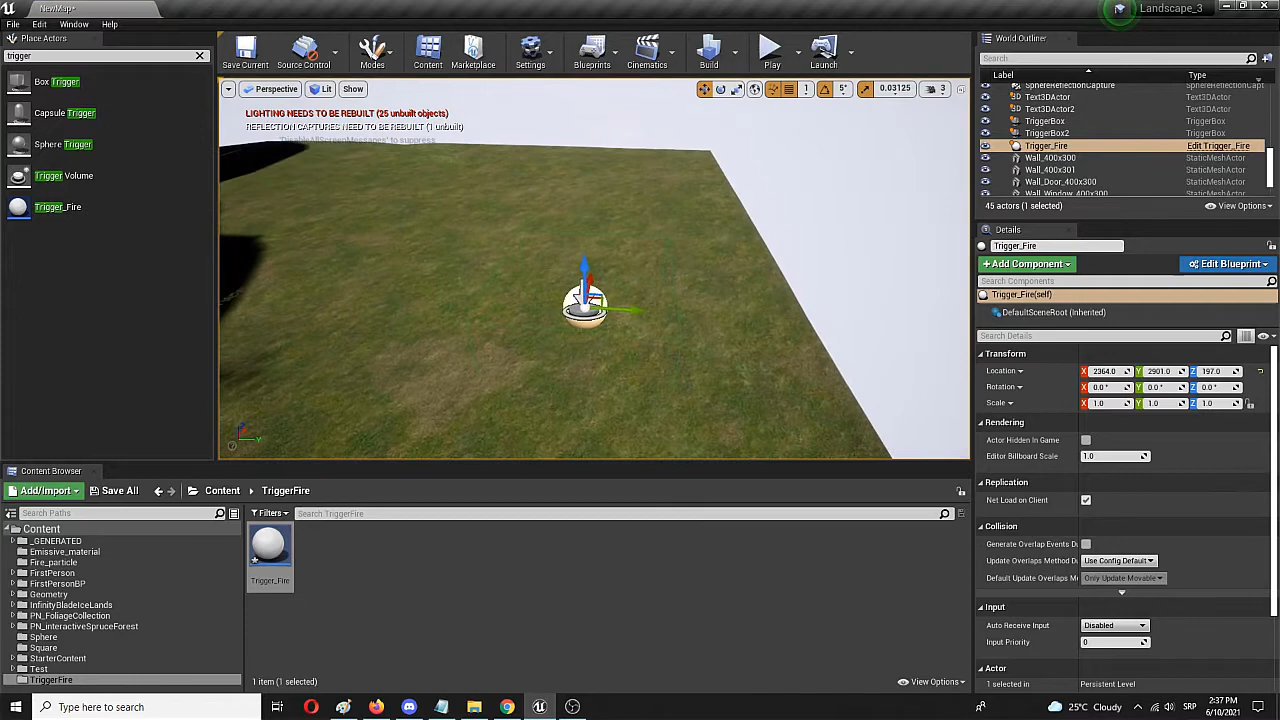 NewMap*
Landscape_3
File Edit Window Help
Place Actors
trigger
Box Trigger
Capsule Trigger
Sphere Trigger
Trigger Volume
Trigger_Fire
Save Current
Source Control
Modes
Content
Marketplace
Settings
Blueprints
Cinematics
Build
Play
Launch
Perspective
Lit
Show
1
5°
0.03125
3
LIGHTING NEEDS TO BE REBUILT (25 unbuilt objects)
REFLECTION CAPTURES NEED TO BE REBUILT (1 unbuilt)
'DisableAllScreenMessages' to suppress
Y
World Outliner
Search
Label Type
SphereReflectionCapture SphereReflectionCapt
Text3DActor Text3DActor
Text3DActor2 Text3DActor
TriggerBox TriggerBox
TriggerBox2 TriggerBox
Trigger_Fire Edit Trigger_Fire
Wall_400x300 StaticMeshActor
Wall_400x301 StaticMeshActor
Wall_Door_400x300 StaticMeshActor
Wall_Window_400x300 StaticMeshActor
45 actors (1 selected) View Options
Details
Trigger_Fire
+Add Component
Edit Blueprint
Search Components
Trigger_Fire(self)
DefaultSceneRoot (Inherited)
Search Details
Transform
Location X 2364.0 Y 2901.0 Z 197.0
Rotation X 0.0 ° Y 0.0 ° Z 0.0 °
Scale X 1.0 Y 1.0 Z 1.0
Rendering
Actor Hidden In Game
Editor Billboard Scale 1.0
Replication
Net Load on Client
Collision
Generate Overlap Events D
Update Overlaps Method D Use Config Default
Default Update Overlaps M Only Update Movable
Input
Auto Receive Input Disabled
Input Priority 0
Actor
1 selected in Persistent Level
Content Browser
Add/Import
Save All
Content
TriggerFire
Search Paths
Filters
Search TriggerFire
Content
_GENERATED
Emissive_material
Fire_particle
FirstPerson
FirstPersonBP
Geometry
InfinityBladeIceLands
PN_FoliageCollection
PN_interactiveSpruceForest
Sphere
Square
StarterContent
Test
TriggerFire
Trigger_Fire
1 item (1 selected)
View Options
Type here to search
25°C Cloudy
SRP
2:37 PM
6/10/2021